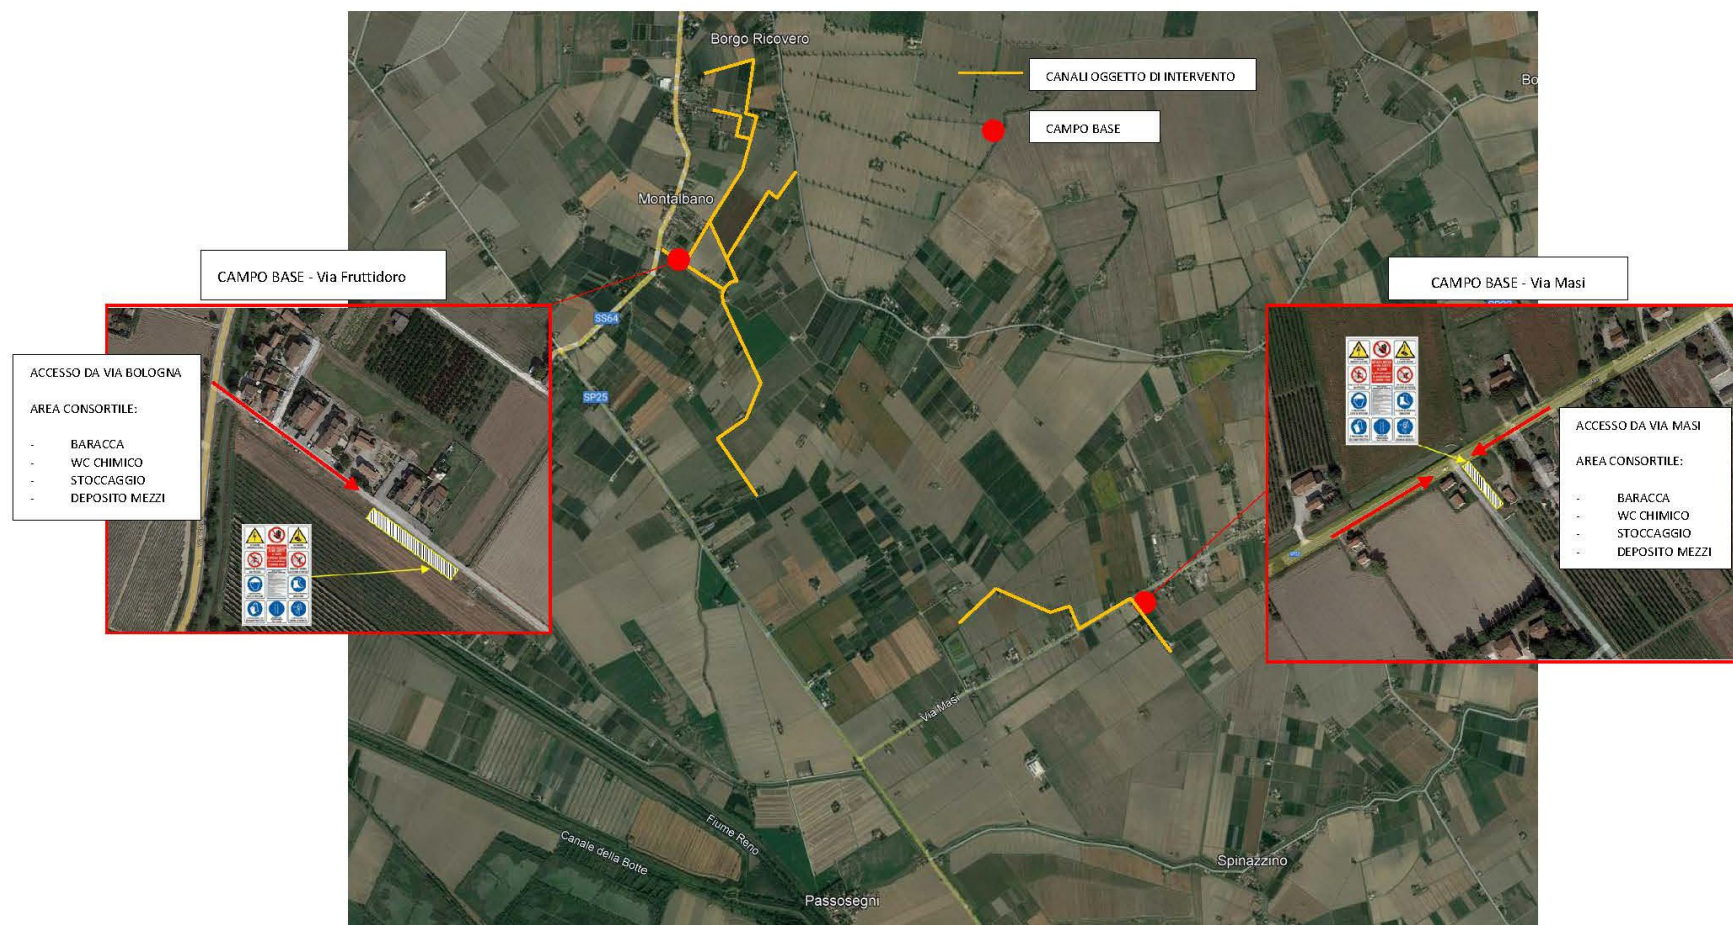 Borgo Ricovero
CANALI OGGETTO DI INTERVENTO
Bo
CAMPO BASE
Montalbano
CAMPO BASE - Via Fruttidoro
CAMPO BASE - Via Masi
SS64
SP25
ACCESSO DA VIA BOLOGNA
AREA CONSORTILE:
- BARACCA
- WC CHIMICO
- STOCCAGGIO
- DEPOSITO MEZZI
ACCESSO DA VIA MASI
AREA CONSORTILE:
- BARACCA
- WC CHIMICO
- STOCCAGGIO
- DEPOSITO MEZZI
Via Masi
Fiume Reno
Canale della Botte
Spinazzino
Passosegni